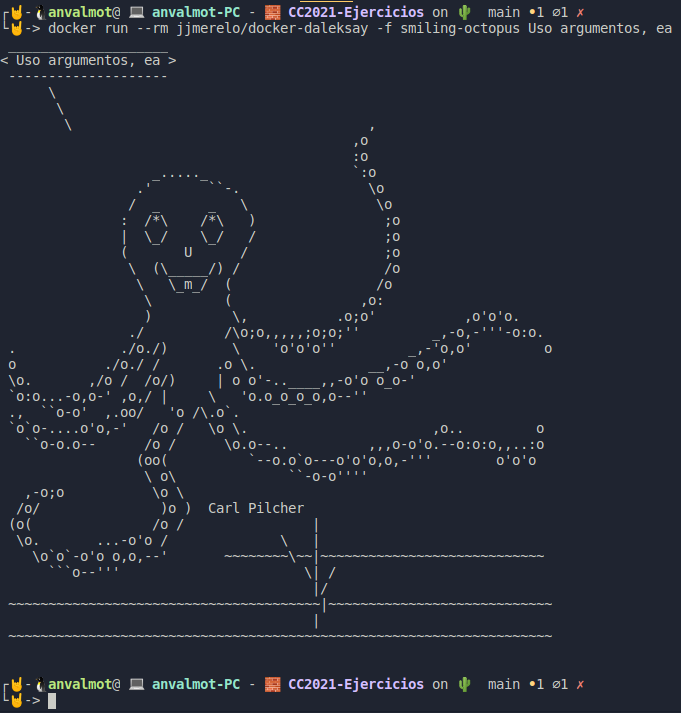 anvalmot@ anvalmot-PC - CC2021-Ejercicios on main •1 ∅1 ✗
-> docker run --rm jjmerelo/docker-daleksay -f smiling-octopus Uso argumentos, ea
< Uso argumentos, ea >
Carl Pilcher
anvalmot@ anvalmot-PC - CC2021-Ejercicios on main •1 ∅1 ✗
->